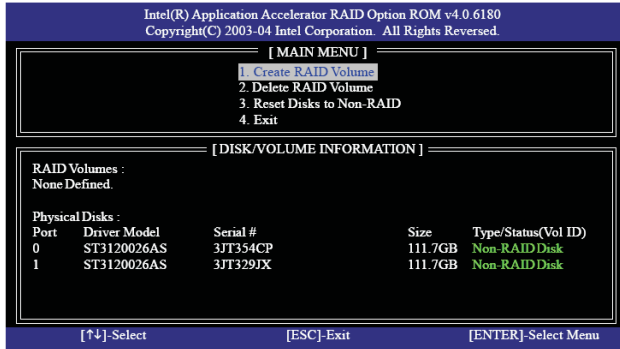 Intel(R) Application Accelerator RAID Option ROM v4.0.6180
Copyright(C) 2003-04 Intel Corporation. All Rights Reversed.
[ MAIN MENU ]
1. Create RAID Volume
2. Delete RAID Volume
3. Reset Disks to Non-RAID
4. Exit
[ DISK/VOLUME INFORMATION ]
RAID Volumes :
None Defined.
Physical Disks :
Port Driver Model Serial # Size Type/Status(Vol ID)
0 ST3120026AS 3JT354CP 111.7GB Non-RAID Disk
1 ST3120026AS 3JT329JX 111.7GB Non-RAID Disk
[↑↓]-Select [ESC]-Exit [ENTER]-Select Menu